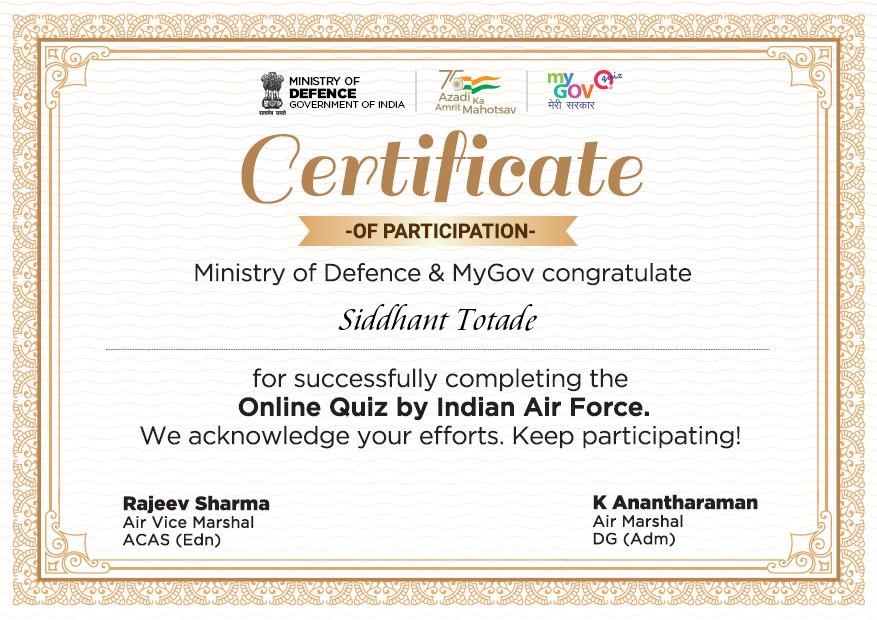 सत्यमेव जयते
MINISTRY OF
DEFENCE
GOVERNMENT OF INDIA
75
Azadi Ka
Amrit Mahotsav
my
GOV quiz
मेरी सरकार
Certificate
-OF PARTICIPATION-
Ministry of Defence & MyGov congratulate
Siddhant Totade
for successfully completing the
Online Quiz by Indian Air Force.
We acknowledge your efforts. Keep participating!
Rajeev Sharma
Air Vice Marshal
ACAS (Edn)
K Anantharaman
Air Marshal
DG (Adm)